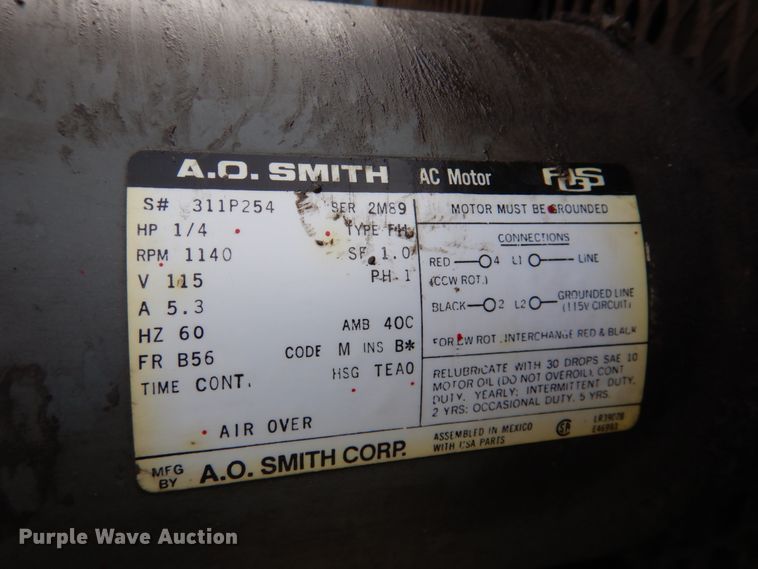 A.O. SMITH AC Motor
S# 311P254 SER 2M89
HP 1/4 TYPE FH
RPM 1140 SF 1.0
V 115 PH 1
A 5.3
HZ 60 AMB 40C
FR B56 CODE M INS B*
TIME CONT. HSG TEAO
AIR OVER
MFG BY A.O. SMITH CORP.
MOTOR MUST BE GROUNDED
CONNECTIONS
RED 4 L1 LINE
(CCW ROT.)
BLACK 2 L2 GROUNDED LINE
(115V CIRCUIT)
FOR CW ROT. INTERCHANGE RED & BLACK
RELUBRICATE WITH 30 DROPS SAE 10
MOTOR OIL (DO NOT OVEROIL). CONT
DUTY, YEARLY; INTERMITTENT DUTY,
2 YRS; OCCASIONAL DUTY, 5 YRS.
ASSEMBLED IN MEXICO
WITH USA PARTS
Purple Wave Auction